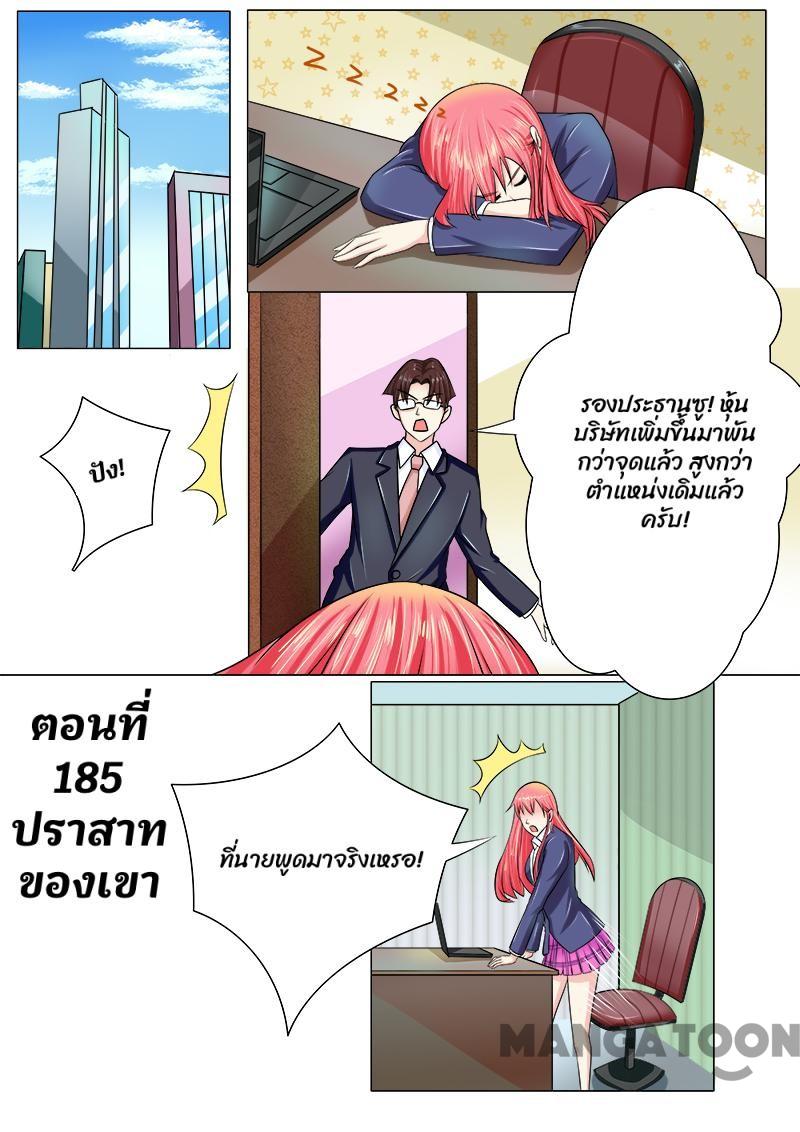 Z Z Z Z Z
รองประธานซู! หุ้น
บริษัทเพิ่มขึ้นมาพัน
กว่าจุดแล้ว สูงกว่า
ตำแหน่งเดิมแล้ว
ครับ!
ปัง!
ตอนที่
185
ปราสาท
ของเขา
ที่นายพูดมาจริงเหรอ!
MANGATOON